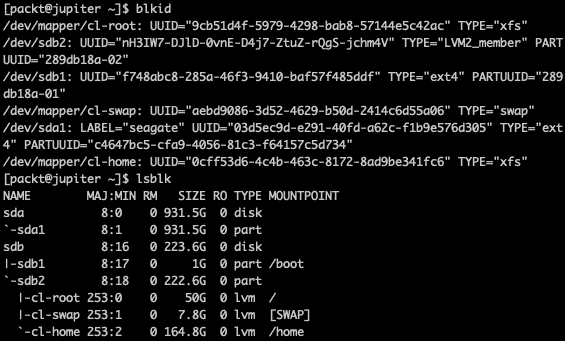 [packt@jupiter ~]$ blkid
/dev/mapper/cl-root: UUID="9cb51d4f-5979-4298-bab8-57144e5c42ac" TYPE="xfs"
/dev/sdb2: UUID="nH3IW7-DJlD-0vnE-D4j7-ZtuZ-rQgS-jchm4V" TYPE="LVM2_member" PART
UUID="289db18a-02"
/dev/sdb1: UUID="f748abc8-285a-46f3-9410-baf57f485ddf" TYPE="ext4" PARTUUID="289
db18a-01"
/dev/mapper/cl-swap: UUID="aebd9086-3d52-4629-b50d-2414c6d55a06" TYPE="swap"
/dev/sda1: LABEL="seagate" UUID="03d5ec9d-e291-40fd-a62c-f1b9e576d305" TYPE="ext
4" PARTUUID="c4647bc5-cfa9-4056-81c3-f64157c5d734"
/dev/mapper/cl-home: UUID="0cff53d6-4c4b-463c-8172-8ad9be341fc6" TYPE="xfs"
[packt@jupiter ~]$ lsblk
NAME        MAJ:MIN RM   SIZE RO TYPE MOUNTPOINT
sda           8:0    0 931.5G  0 disk
`-sda1        8:1    0 931.5G  0 part
sdb           8:16   0 223.6G  0 disk
|-sdb1        8:17   0     1G  0 part /boot
`-sdb2        8:18   0 222.6G  0 part
  |-cl-root 253:0    0    50G  0 lvm  /
  |-cl-swap 253:1    0   7.8G  0 lvm  [SWAP]
  `-cl-home 253:2    0 164.8G  0 lvm  /home